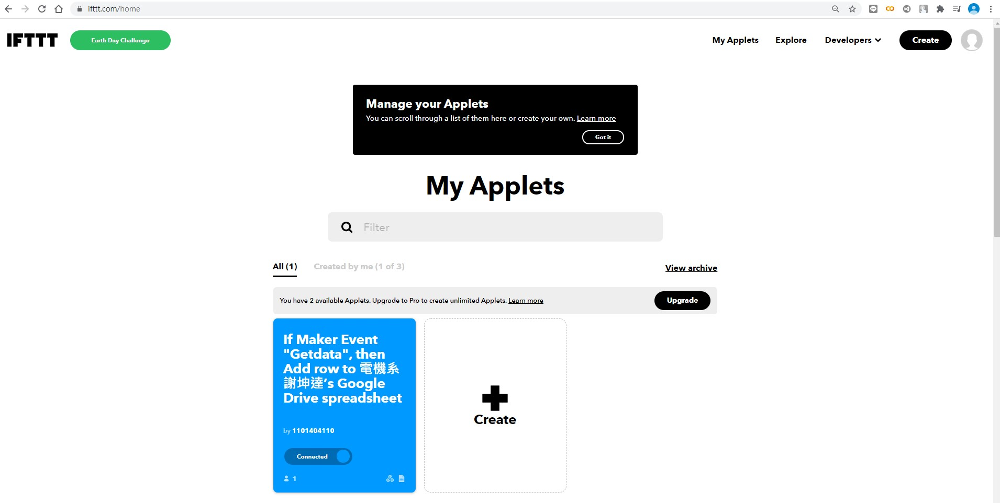 ifttt.com/home
IFTTT
Earth Day Challenge
My Applets
Explore
Developers
Create
Manage your Applets
You can scroll through a list of them here or create your own. Learn more
Got it
My Applets
Filter
All (1)
Created by me (1 of 3)
View archive
You have 2 available Applets. Upgrade to Pro to create unlimited Applets. Learn more
Upgrade
If Maker Event
"Getdata", then
Add row to 電機系
謝坤達’s Google
Drive spreadsheet
by 1101404110
Connected
1
Create